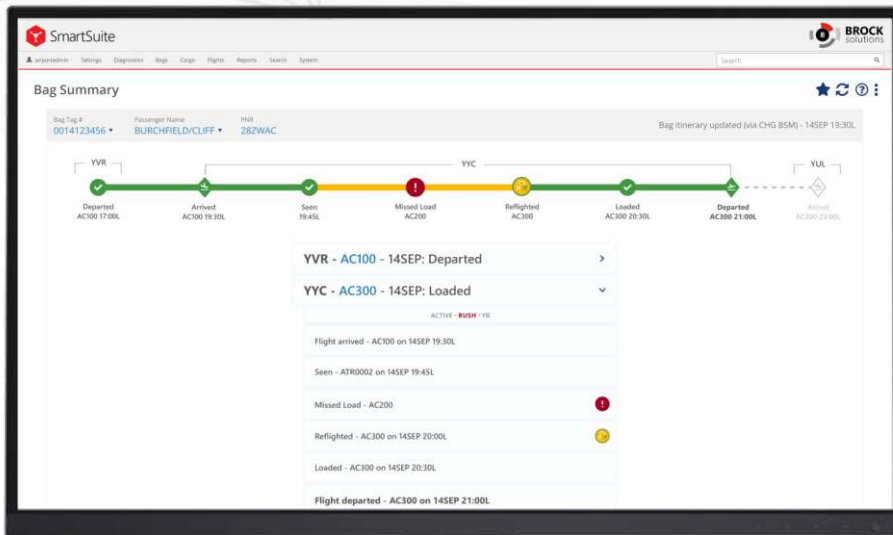 SmartSuite
BROCK
solutions
airportadmin Settings Diagnostics Bags Cargo Flights Reports Search System
Search
Bag Summary
Bag Tag # Passenger Name PNR
0014123456 BURCHFIELD/CLIFF 28ZWAC
Bag itinerary updated (via CHG BSM) - 14SEP 19:30L
YVR YYC YUL
Departed Arrived Seen Missed Load Reflighted Loaded Departed Arrived
AC100 17:00L AC100 19:30L 19:45L AC200 AC300 AC300 20:30L AC300 21:00L AC200 23:00L
YVR - AC100 - 14SEP: Departed
YYC - AC300 - 14SEP: Loaded
ACTIVE - RUSH - YB
Flight arrived - AC100 on 14SEP 19:30L
Seen - ATR0002 on 14SEP 19:45L
Missed Load - AC200
Reflighted - AC300 on 14SEP 20:00L
Loaded - AC300 on 14SEP 20:30L
Flight departed - AC300 on 14SEP 21:00L